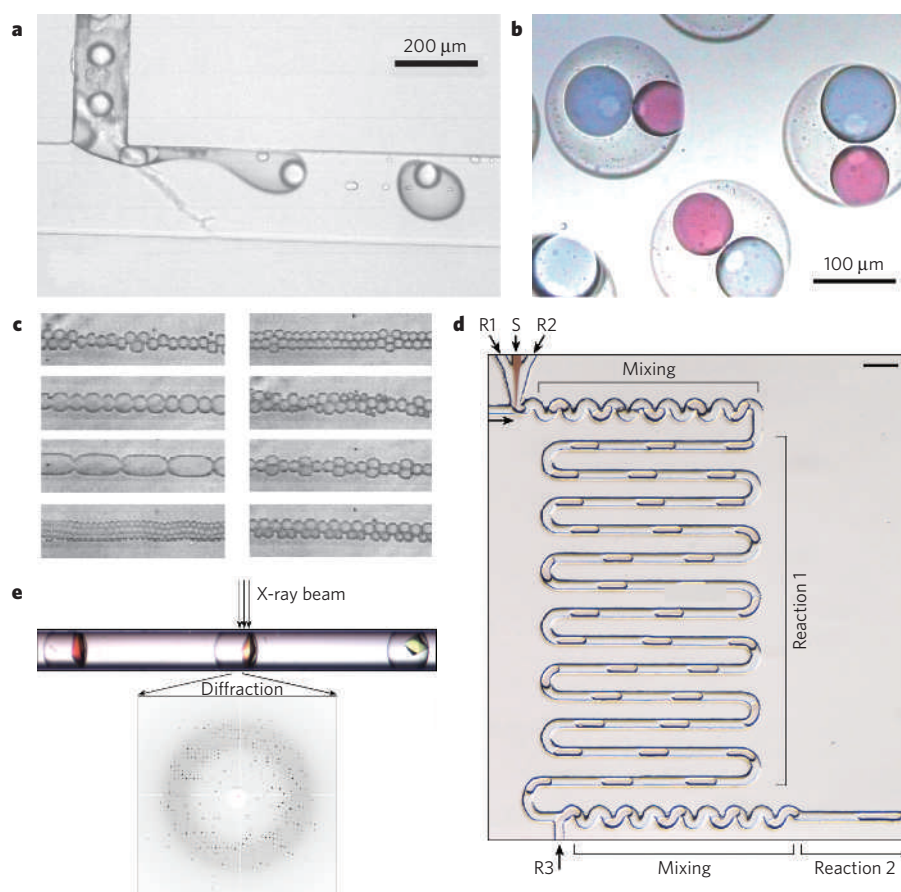 a
200 μm
b
100 μm
c
d
R1 S R2
Mixing
Reaction 1
R3
Mixing
Reaction 2
e
X-ray beam
Diffraction